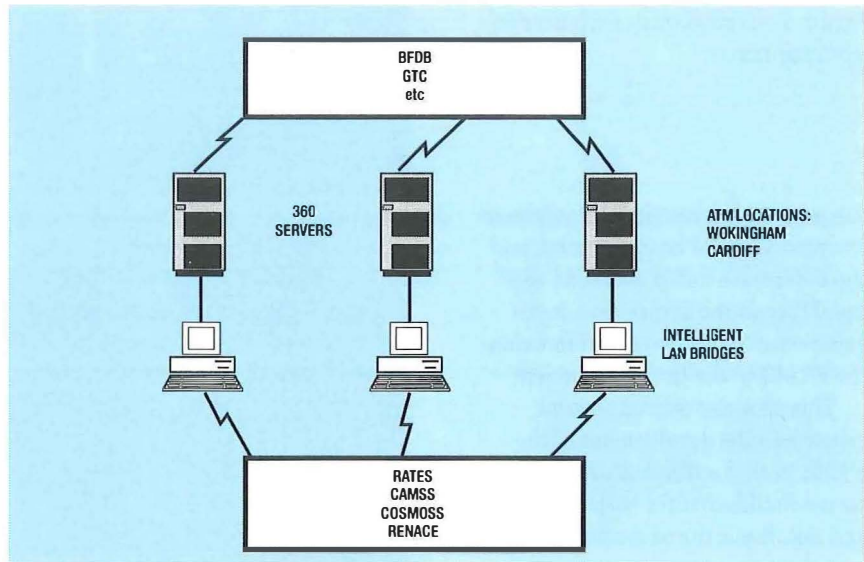 BFDB
GTC
etc
360
SERVERS
ATM LOCATIONS:
WOKINGHAM
CARDIFF
INTELLIGENT
LAN BRIDGES
RATES
CAMSS
COSMOSS
RENACE